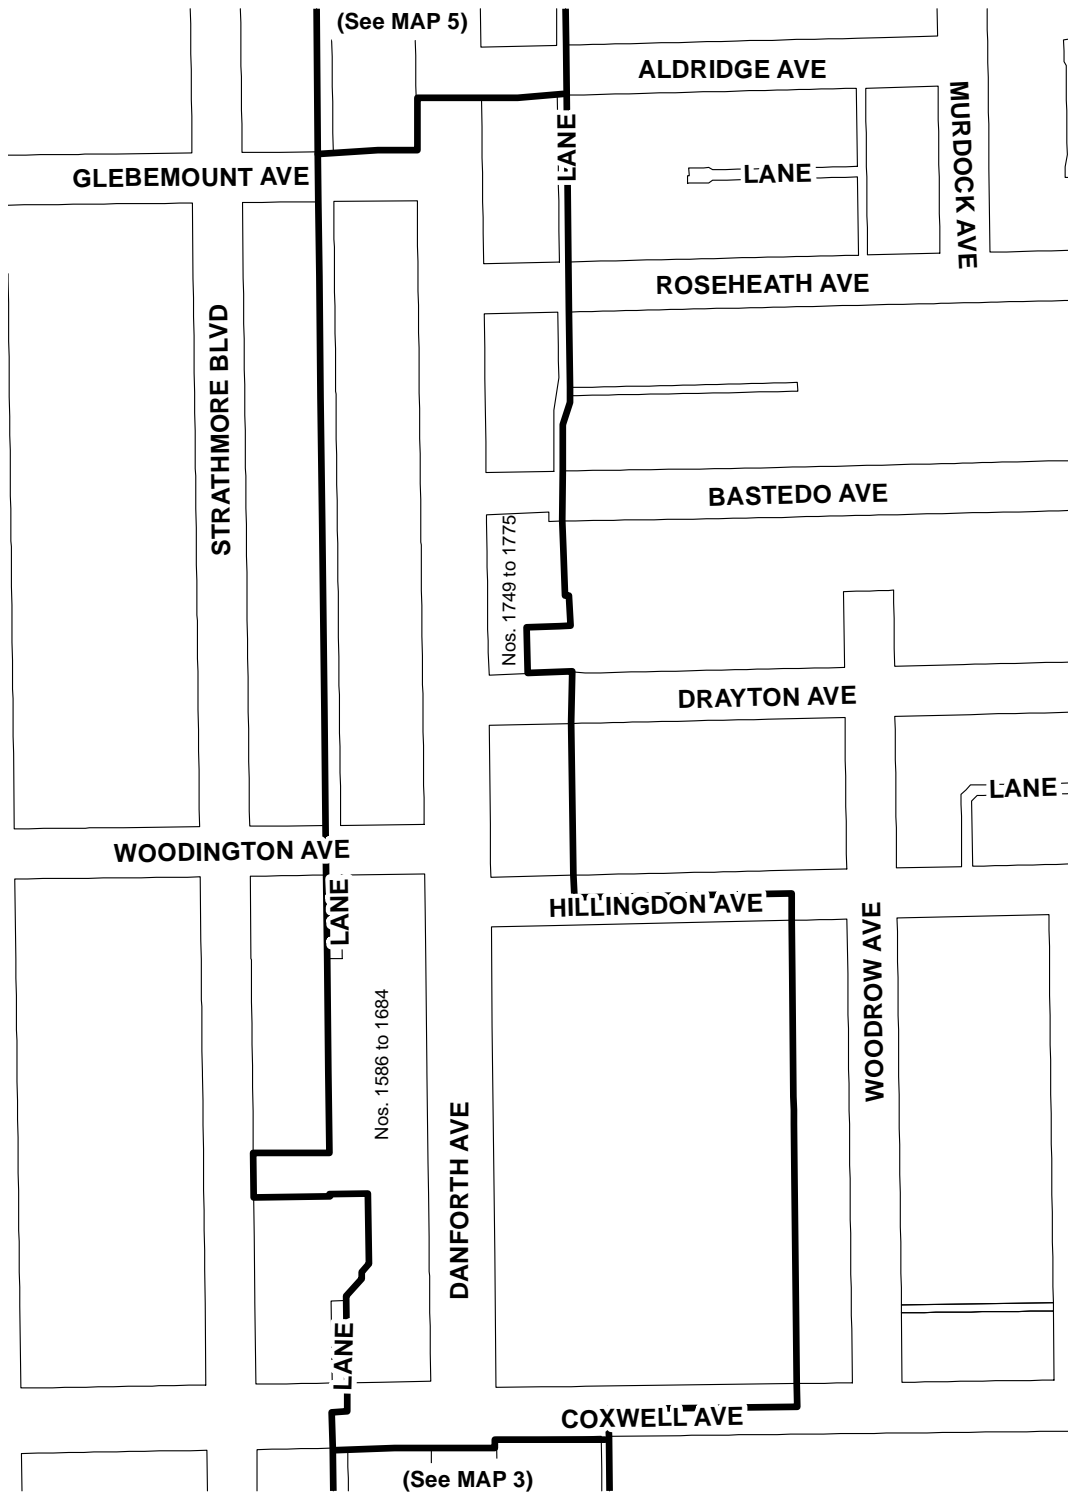 (See MAP 5)
ALDRIDGE AVE
MURDOCK AVE
LANE
LANE
GLEBEMOUNT AVE
ROSEHEATH AVE
STRATHMORE BLVD
BASTEDO AVE
Nos. 1749 to 1775
DRAYTON AVE
LANE
WOODINGTON AVE
LANE
HILLINGDON AVE
WOODROW AVE
Nos. 1586 to 1684
DANFORTH AVE
LANE
COXWELL AVE
(See MAP 3)